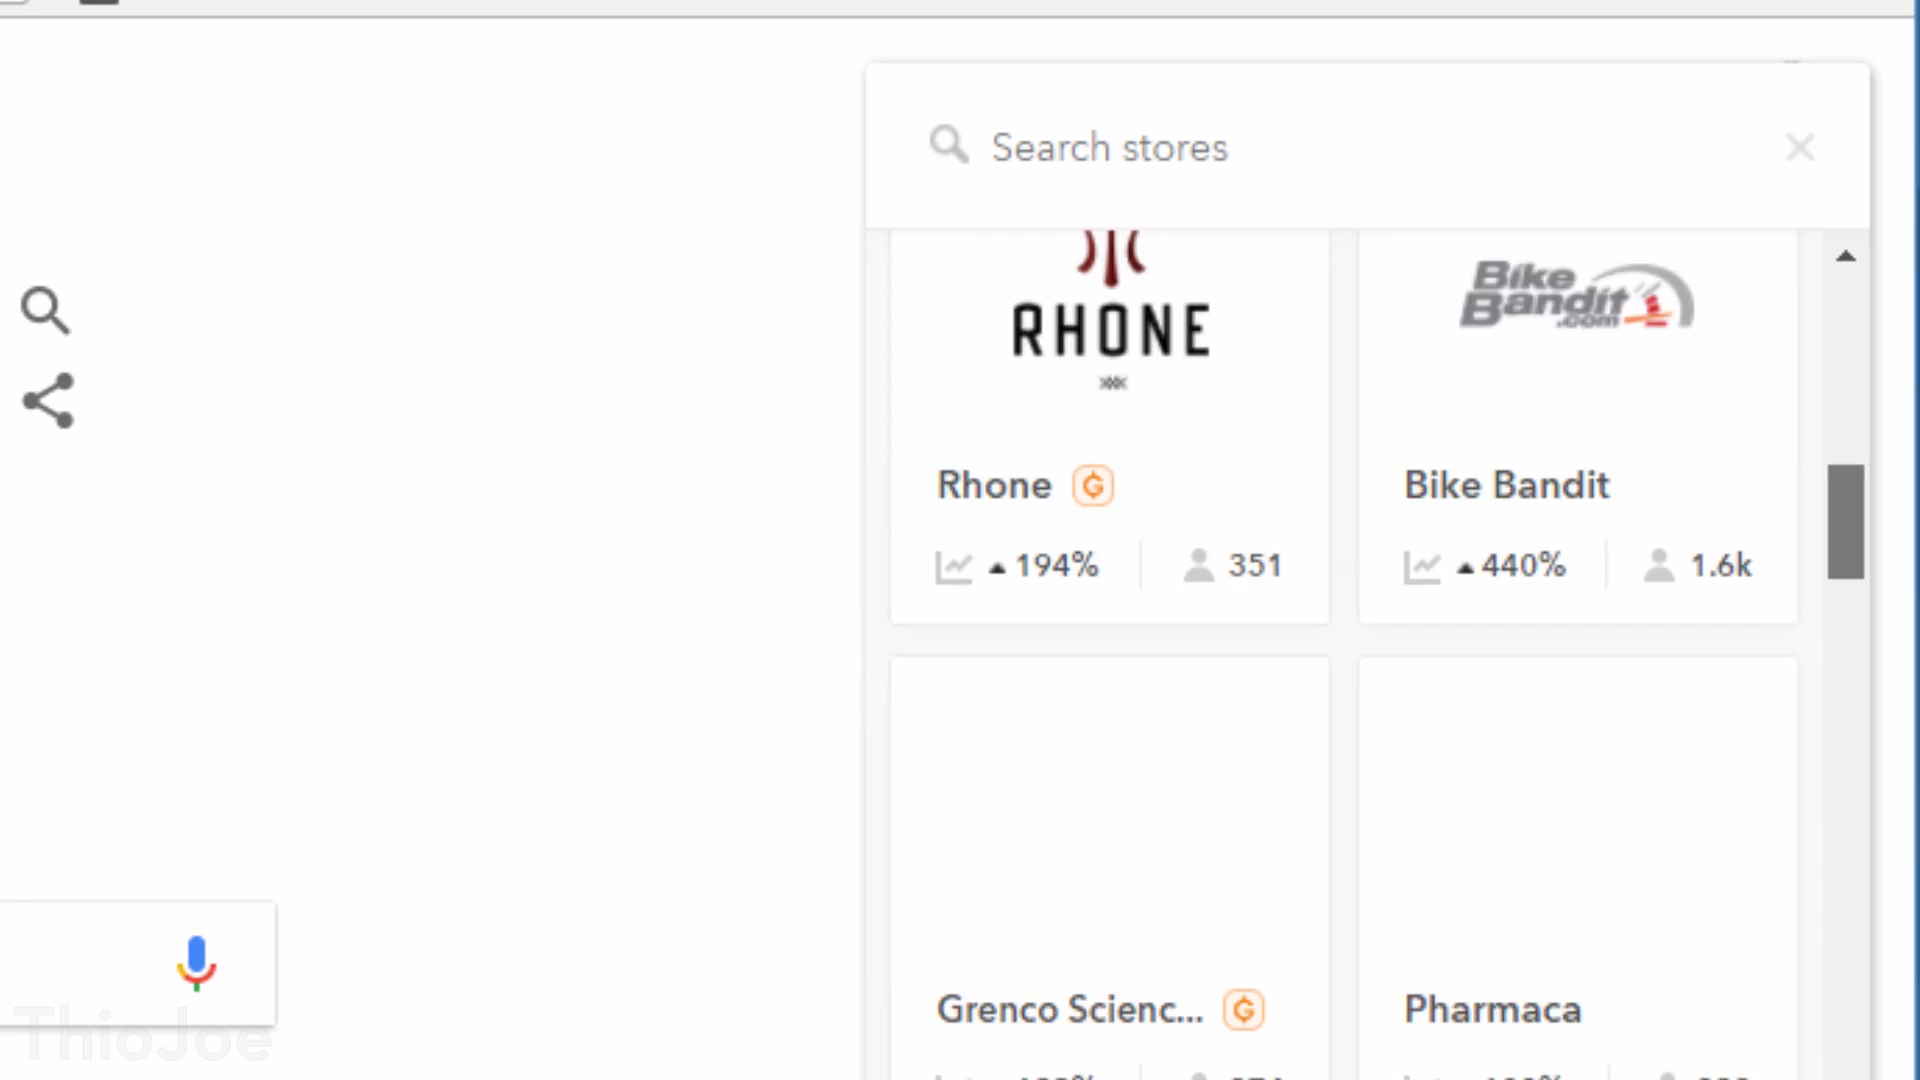 Search stores
RHONE
Bike
Bandit
.com
Rhone
194%
351
Bike Bandit
440%
1.6k
Grenco Scienc...
Pharmaca
ThioJoe